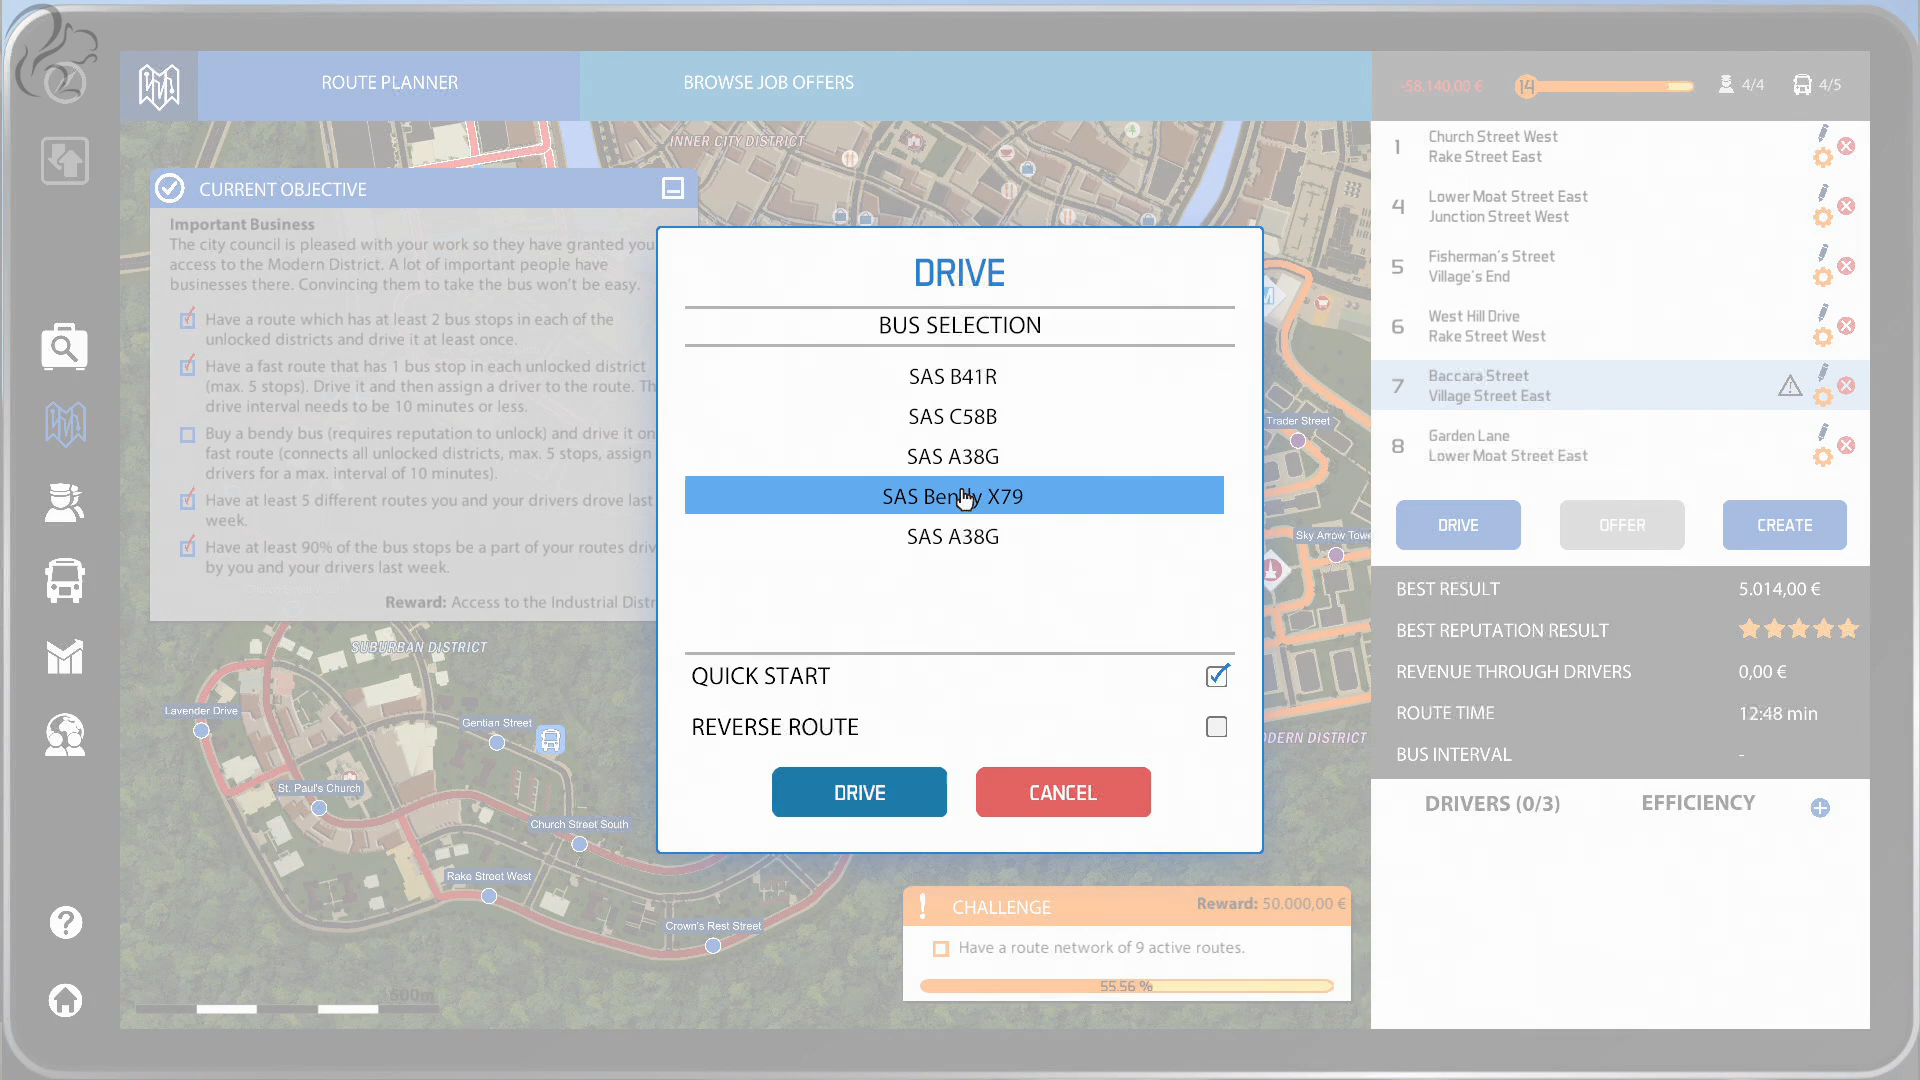 ROUTE PLANNER
BROWSE JOB OFFERS
-58.140,00 €
14
4/4
4/5
INNER CITY DISTRICT
CURRENT OBJECTIVE
Important Business
The city council is pleased with your work so they have granted you
access to the Modern District. A lot of important people have
businesses there. Convincing them to take the bus won't be easy.
Have a route which has at least 2 bus stops in each of the
unlocked districts and drive it at least once.
Have a fast route that has 1 bus stop in each unlocked district
(max. 5 stops). Drive it and then assign a driver to the route. Th
drive interval needs to be 10 minutes or less.
Buy a bendy bus (requires reputation to unlock) and drive it on
fast route (connects all unlocked districts, max. 5 stops, assign
drivers for a max. interval of 10 minutes).
Have at least 5 different routes you and your drivers drove last
week.
Have at least 90% of the bus stops be a part of your routes driv
by you and your drivers last week.
Reward: Access to the Industrial Distr
DRIVE
BUS SELECTION
SAS B41R
SAS C58B
SAS A38G
SAS Bendy X79
SAS A38G
QUICK START
REVERSE ROUTE
DRIVE
CANCEL
1
Church Street West
Rake Street East
4
Lower Moat Street East
Junction Street West
5
Fisherman's Street
Village's End
6
West Hill Drive
Rake Street West
7
Baccara Street
Village Street East
8
Garden Lane
Lower Moat Street East
DRIVE
OFFER
CREATE
BEST RESULT
5.014,00 €
BEST REPUTATION RESULT
REVENUE THROUGH DRIVERS
0,00 €
ROUTE TIME
12:48 min
BUS INTERVAL
-
DRIVERS (0/3)
EFFICIENCY
Trader Street
Sky Arrow Towe
ODERN DISTRICT
SUBURBAN DISTRICT
Lavender Drive
Gentian Street
St. Paul's Church
Church Street South
Rake Street West
Crown's Rest Street
500m
CHALLENGE
Reward: 50.000,00 €
Have a route network of 9 active routes.
55.56 %